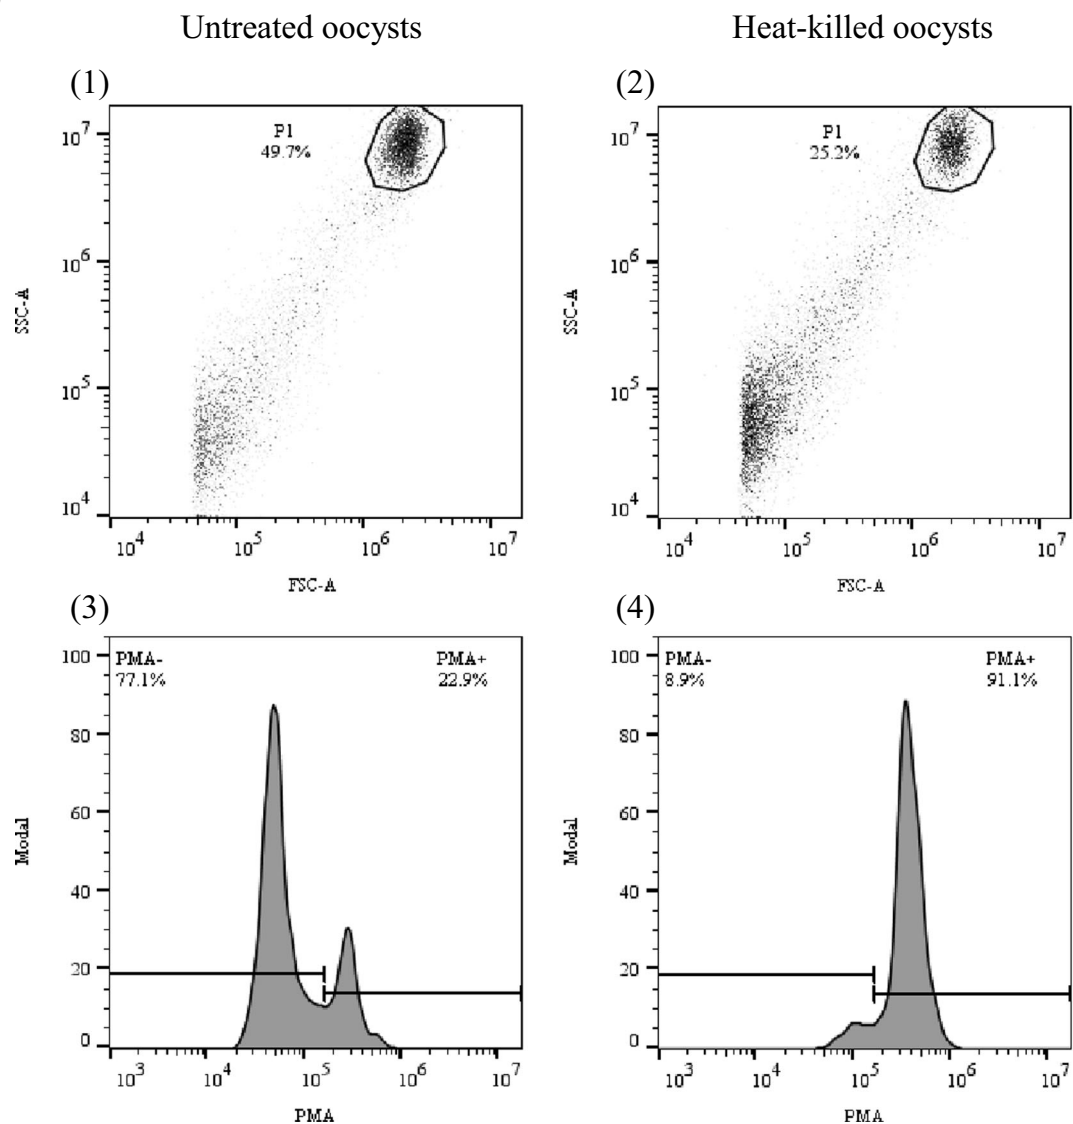 Untreated oocysts
Heat-killed oocysts
(1)
(2)
P1
49.7%
10^7
10^6
10^5
10^4
SSC-A
10^4 10^5 10^6 10^7
FSC-A
P1
25.2%
10^7
10^6
10^5
10^4
SSC-A
10^4 10^5 10^6 10^7
FSC-A
(3)
(4)
PMA- PMA+
77.1% 22.9%
100
80
60
40
20
0
Modal
10^3 10^4 10^5 10^6 10^7
PMA
PMA- PMA+
8.9% 91.1%
100
80
60
40
20
0
Modal
10^3 10^4 10^5 10^6 10^7
PMA